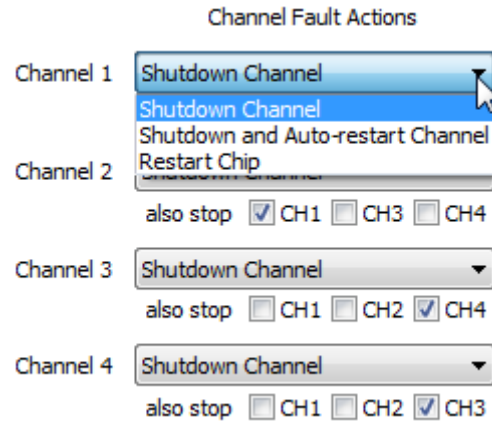 Channel Fault Actions
Channel 1 Shutdown Channel
Shutdown Channel
Shutdown and Auto-restart Channel
Restart Chip
Channel 2 Shutdown Channel
also stop CH1 CH3 CH4
Channel 3 Shutdown Channel
also stop CH1 CH2 CH4
Channel 4 Shutdown Channel
also stop CH1 CH2 CH3